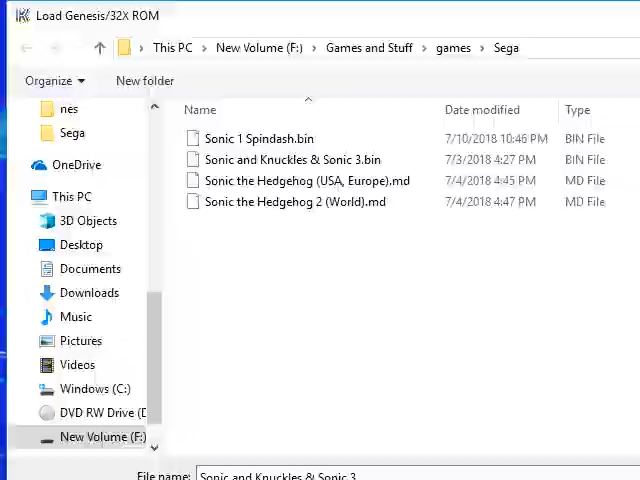 Load Genesis/32X ROM
This PC › New Volume (F:) › Games and Stuff › games › Sega
Organize New folder
nes
Sega
OneDrive
This PC
3D Objects
Desktop
Documents
Downloads
Music
Pictures
Videos
Windows (C:)
DVD RW Drive (D
New Volume (F:)
Name Date modified Type
Sonic 1 Spindash.bin 7/10/2018 10:46 PM BIN File
Sonic and Knuckles & Sonic 3.bin 7/3/2018 4:27 PM BIN File
Sonic the Hedgehog (USA, Europe).md 7/4/2018 4:45 PM MD File
Sonic the Hedgehog 2 (World).md 7/4/2018 4:47 PM MD File
File name: Sonic and Knuckles & Sonic 3